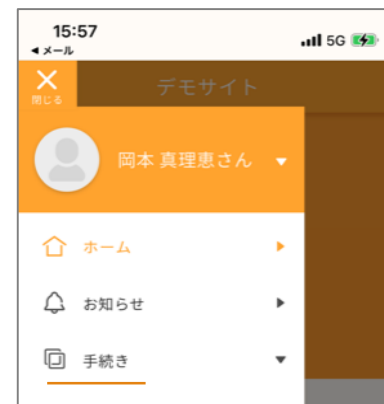 15:57
◀ メール
5G
閉じる
デモサイト
岡本 真理恵さん
ホーム
お知らせ
手続き